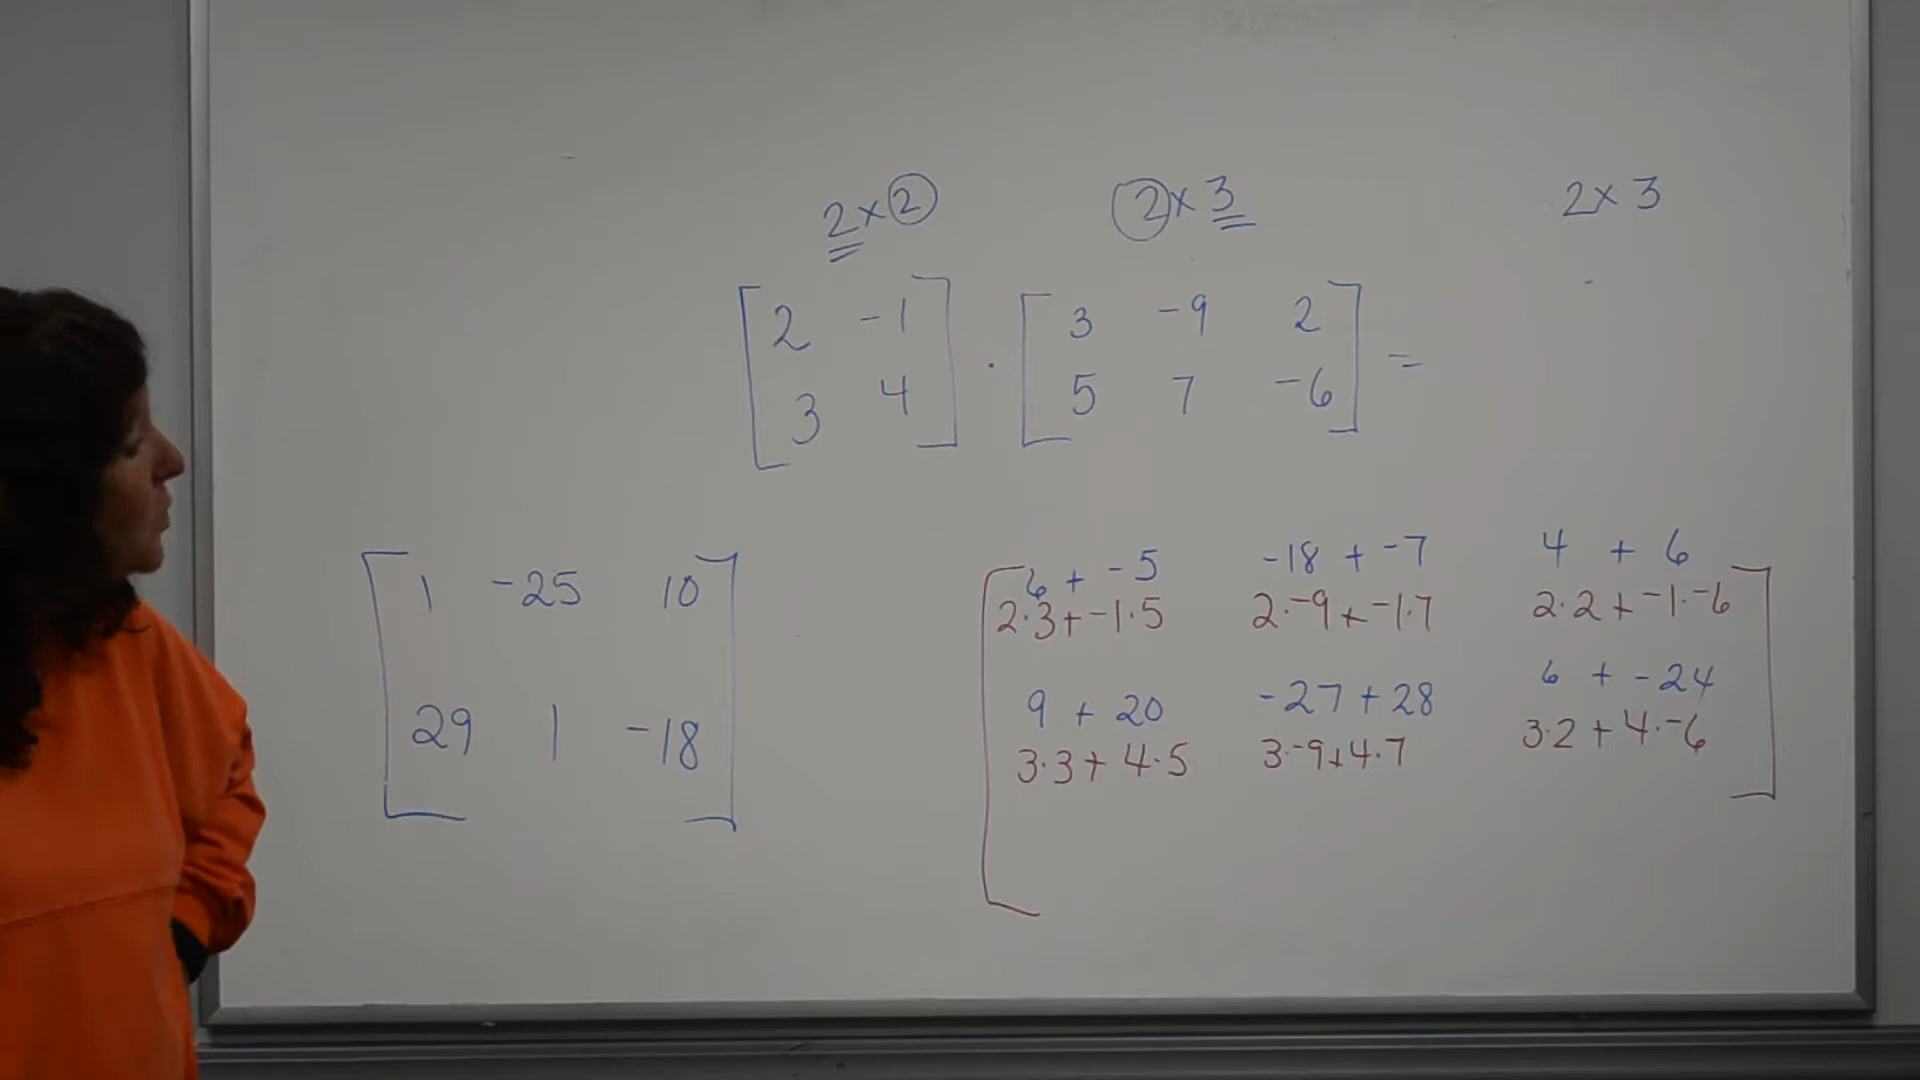 2×2 2×3 2×3
2 -1 3 -9 2
3 4 · 5 7 -6 =
1 -25 10
29 1 -18
6 + -5 -18 + -7 4 + 6
2·3+-1·5 2·-9+-1·7 2·2+-1·-6
9 + 20 -27+28 6 + -24
3·3+4·5 3·-9+4·7 3·2+4·-6